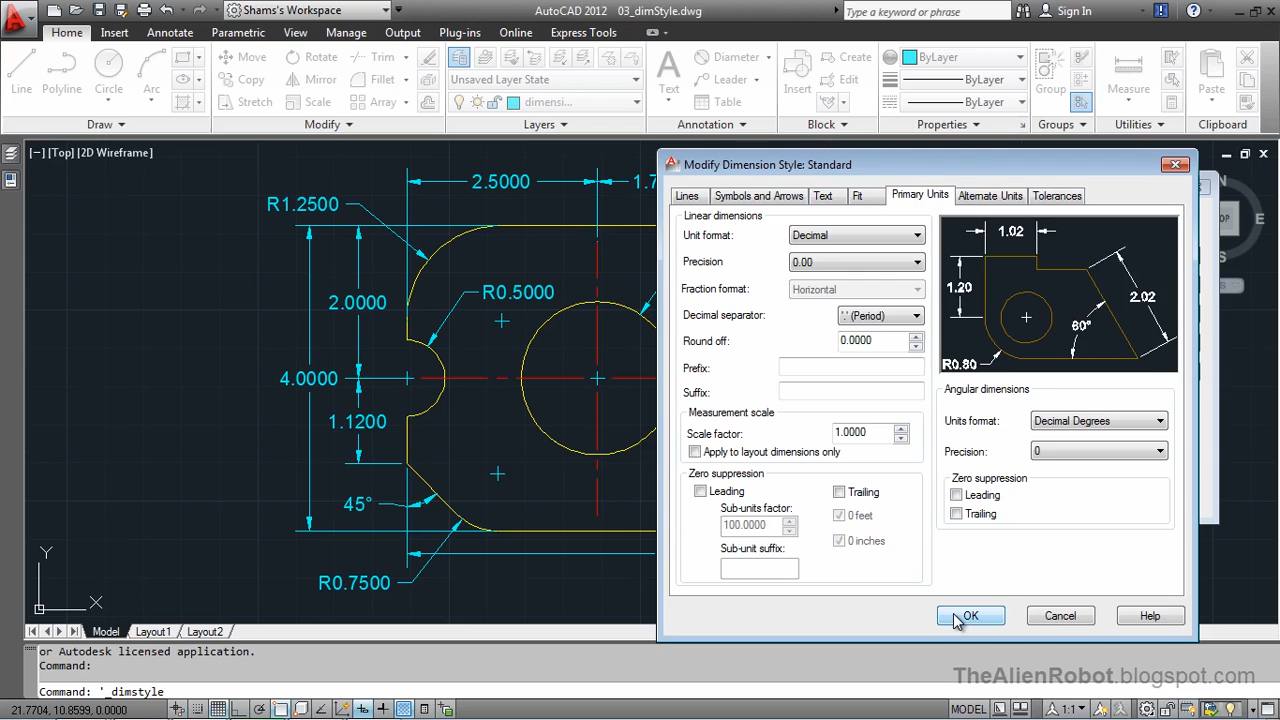 Shams's Workspace
AutoCAD 2012 03_dimStyle.dwg
Type a keyword or phrase
Sign In
Home Insert Annotate Parametric View Manage Output Plug-ins Online Express Tools
Line Polyline Circle Arc
Move Rotate Trim
Copy Mirror Fillet
Stretch Scale Array
Unsaved Layer State
dimensi...
Text
Diameter
Leader
Table
Insert
Create
Edit
ByLayer
ByLayer
ByLayer
Group
Measure
Paste
Draw Modify Layers Annotation Block Properties Groups Utilities Clipboard
[−] [Top] [2D Wireframe]
2.5000 1.7
R1.2500
2.0000
R0.5000
4.0000
1.1200
45°
R0.7500
Y
X
N
TOP
E
S
Modify Dimension Style: Standard
Lines Symbols and Arrows Text Fit Primary Units Alternate Units Tolerances
Linear dimensions
Unit format: Decimal
Precision 0.00
Fraction format: Horizontal
Decimal separator: '.' (Period)
Round off: 0.0000
Prefix:
Suffix:
Measurement scale
Scale factor: 1.0000
Apply to layout dimensions only
Zero suppression
Leading
Trailing
Sub-units factor:
100.0000
0 feet
0 inches
Sub-unit suffix:
1.02
1.20
2.02
60°
R0.80
Angular dimensions
Units format: Decimal Degrees
Precision: 0
Zero suppression
Leading
Trailing
OK Cancel Help
Model Layout1 Layout2
or Autodesk licensed application.
Command:
Command: '_dimstyle
TheAlienRobot.blogspot.com
21.7704, 10.8599, 0.0000
MODEL
1:1